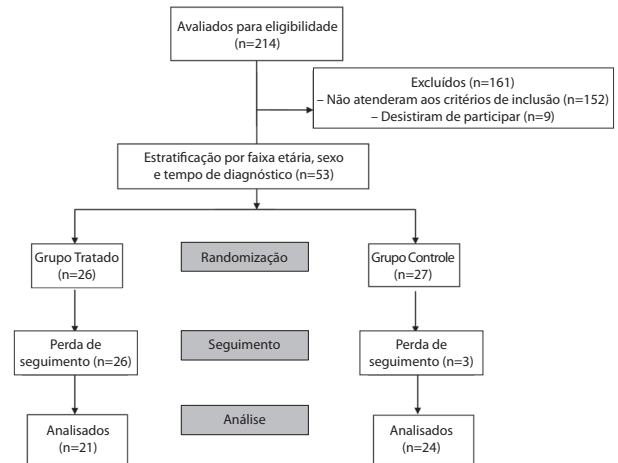 Avaliados para eligibilidade
(n=214)
Excluídos (n=161)
– Não atenderam aos critérios de inclusão (n=152)
– Desistiram de participar (n=9)
Estratificação por faixa etária, sexo
e tempo de diagnóstico (n=53)
Grupo Tratado
(n=26)
Randomização
Grupo Controle
(n=27)
Perda de
seguimento (n=26)
Seguimento
Perda de
seguimento (n=3)
Analisados
(n=21)
Análise
Analisados
(n=24)